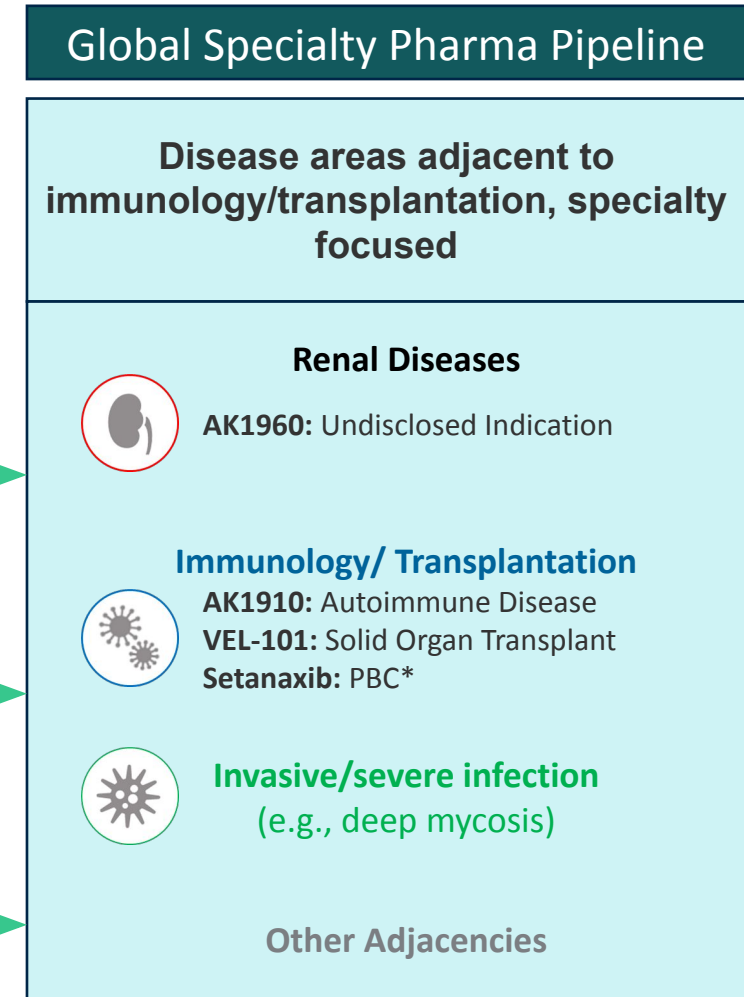 Global Specialty Pharma Pipeline
Disease areas adjacent to
immunology/transplantation, specialty
focused
Renal Diseases
AK1960: Undisclosed Indication
Immunology/ Transplantation
AK1910: Autoimmune Disease
VEL-101: Solid Organ Transplant
Setanaxib: PBC*
Invasive/severe infection
(e.g., deep mycosis)
Other Adjacencies